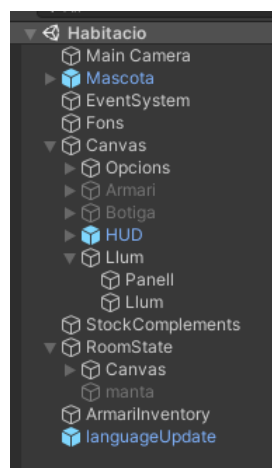 Habitacio
Main Camera
Mascota
EventSystem
Fons
Canvas
Opcions
Armari
Botiga
HUD
Llum
Panell
Llum
StockComplements
RoomState
Canvas
manta
ArmariInventory
languageUpdate